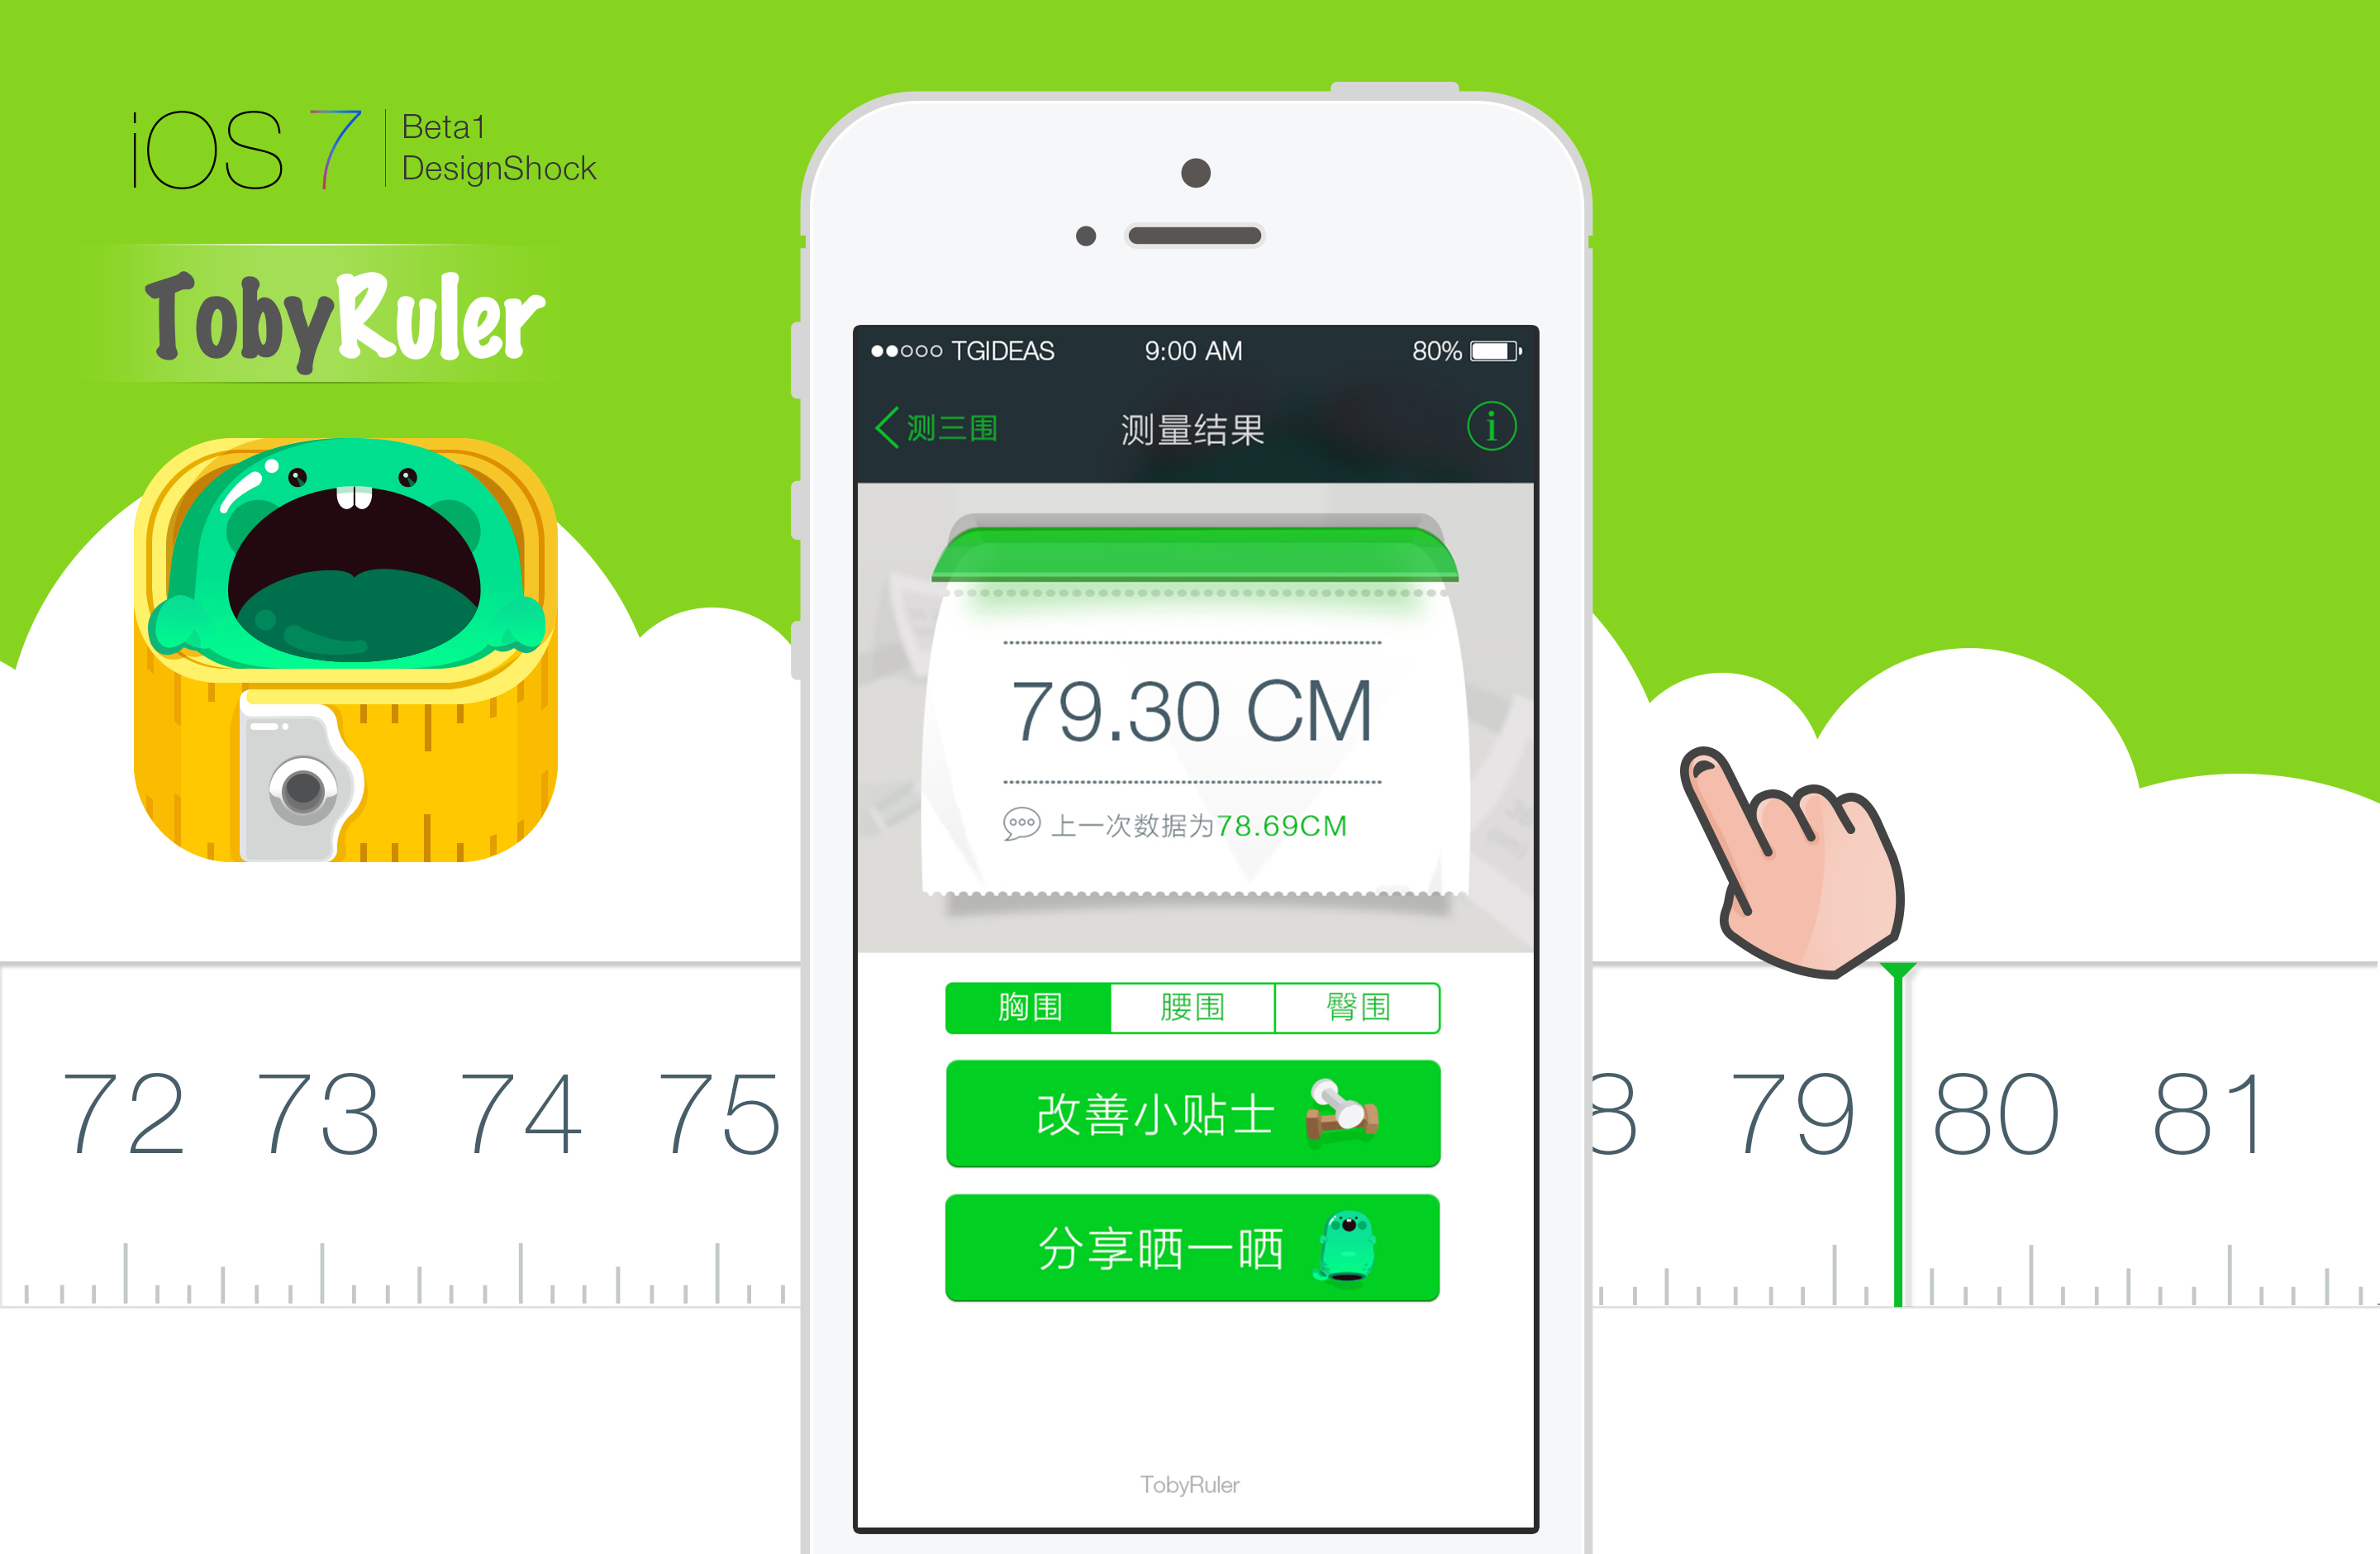 iOS 7
Beta1
DesignShock
TobyRuler
TGIDEAS 9:00 AM 80%
测三围 测量结果 i
79.30 CM
上一次数据为78.69CM
胸围 腰围 臀围
72 73 74 75 79 80 81
改善小贴士
分享晒一晒
TobyRuler